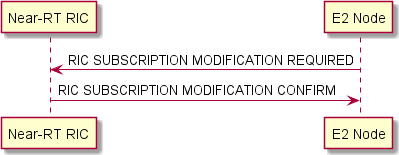 Near-RT RIC
E2 Node
RIC SUBSCRIPTION MODIFICATION REQUIRED
RIC SUBSCRIPTION MODIFICATION CONFIRM
Near-RT RIC
E2 Node